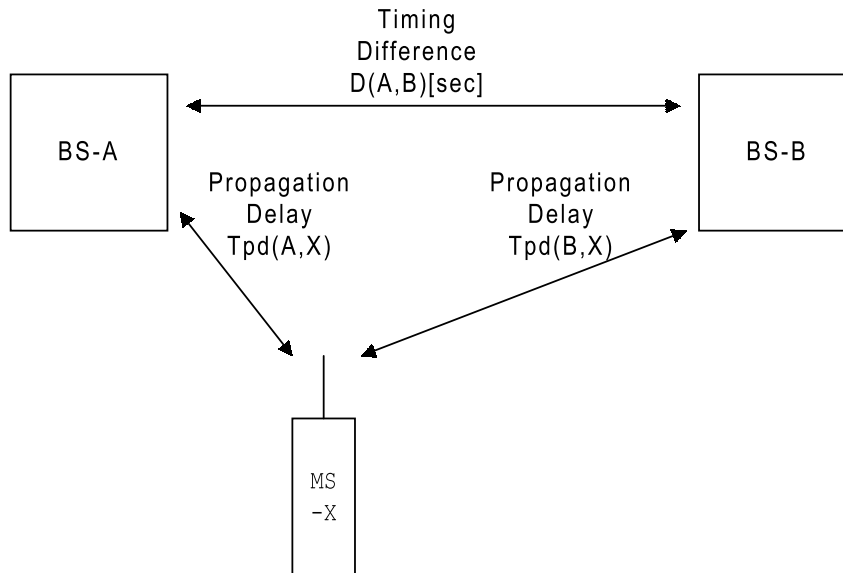 Timing
Difference
D(A,B)[sec]
BS-A
BS-B
Propagation
Delay
Tpd(A,X)
Propagation
Delay
Tpd(B,X)
MS
-X